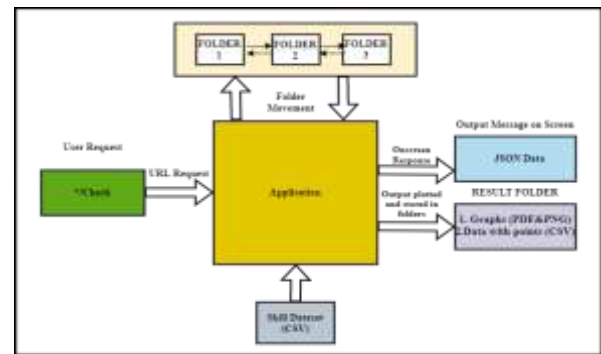 FOLDER
1
FOLDER
2
FOLDER
3
Folder
Movement
User Request
URL Request
Application
Onscreen
Response
Output Message on Screen
JSON Data
Output plotted
and stored in
folders
RESULT FOLDER
1. Graphs (PDF&PNG)
2.Data with points (CSV)
Skill Dataset
(CSV)